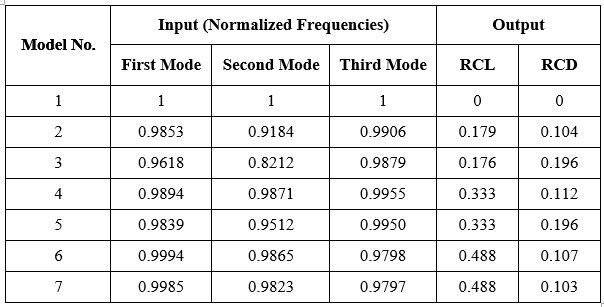 Model No. Input (Normalized Frequencies) Output
First Mode Second Mode Third Mode RCL RCD
1 1 1 1 0 0
2 0.9853 0.9184 0.9906 0.179 0.104
3 0.9618 0.8212 0.9879 0.176 0.196
4 0.9894 0.9871 0.9955 0.333 0.112
5 0.9839 0.9512 0.9950 0.333 0.196
6 0.9994 0.9865 0.9798 0.488 0.107
7 0.9985 0.9823 0.9797 0.488 0.103